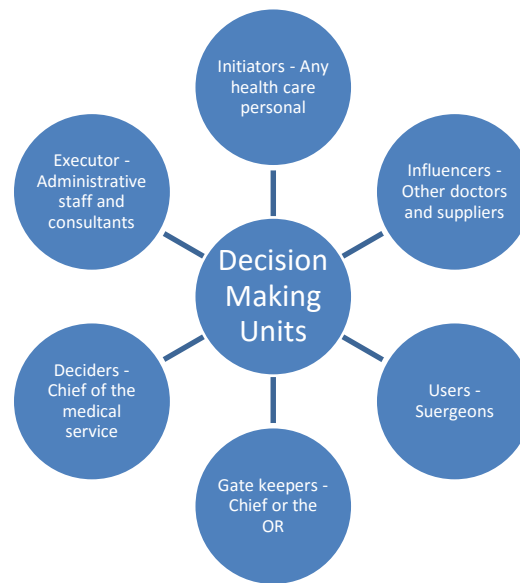 Initiators - Any
health care
personal
Influencers -
Other doctors
and suppliers
Users -
Suergeons
Gate keepers -
Chief or the
OR
Deciders -
Chief of the
medical
service
Executor -
Administrative
staff and
consultants
Decision
Making
Units